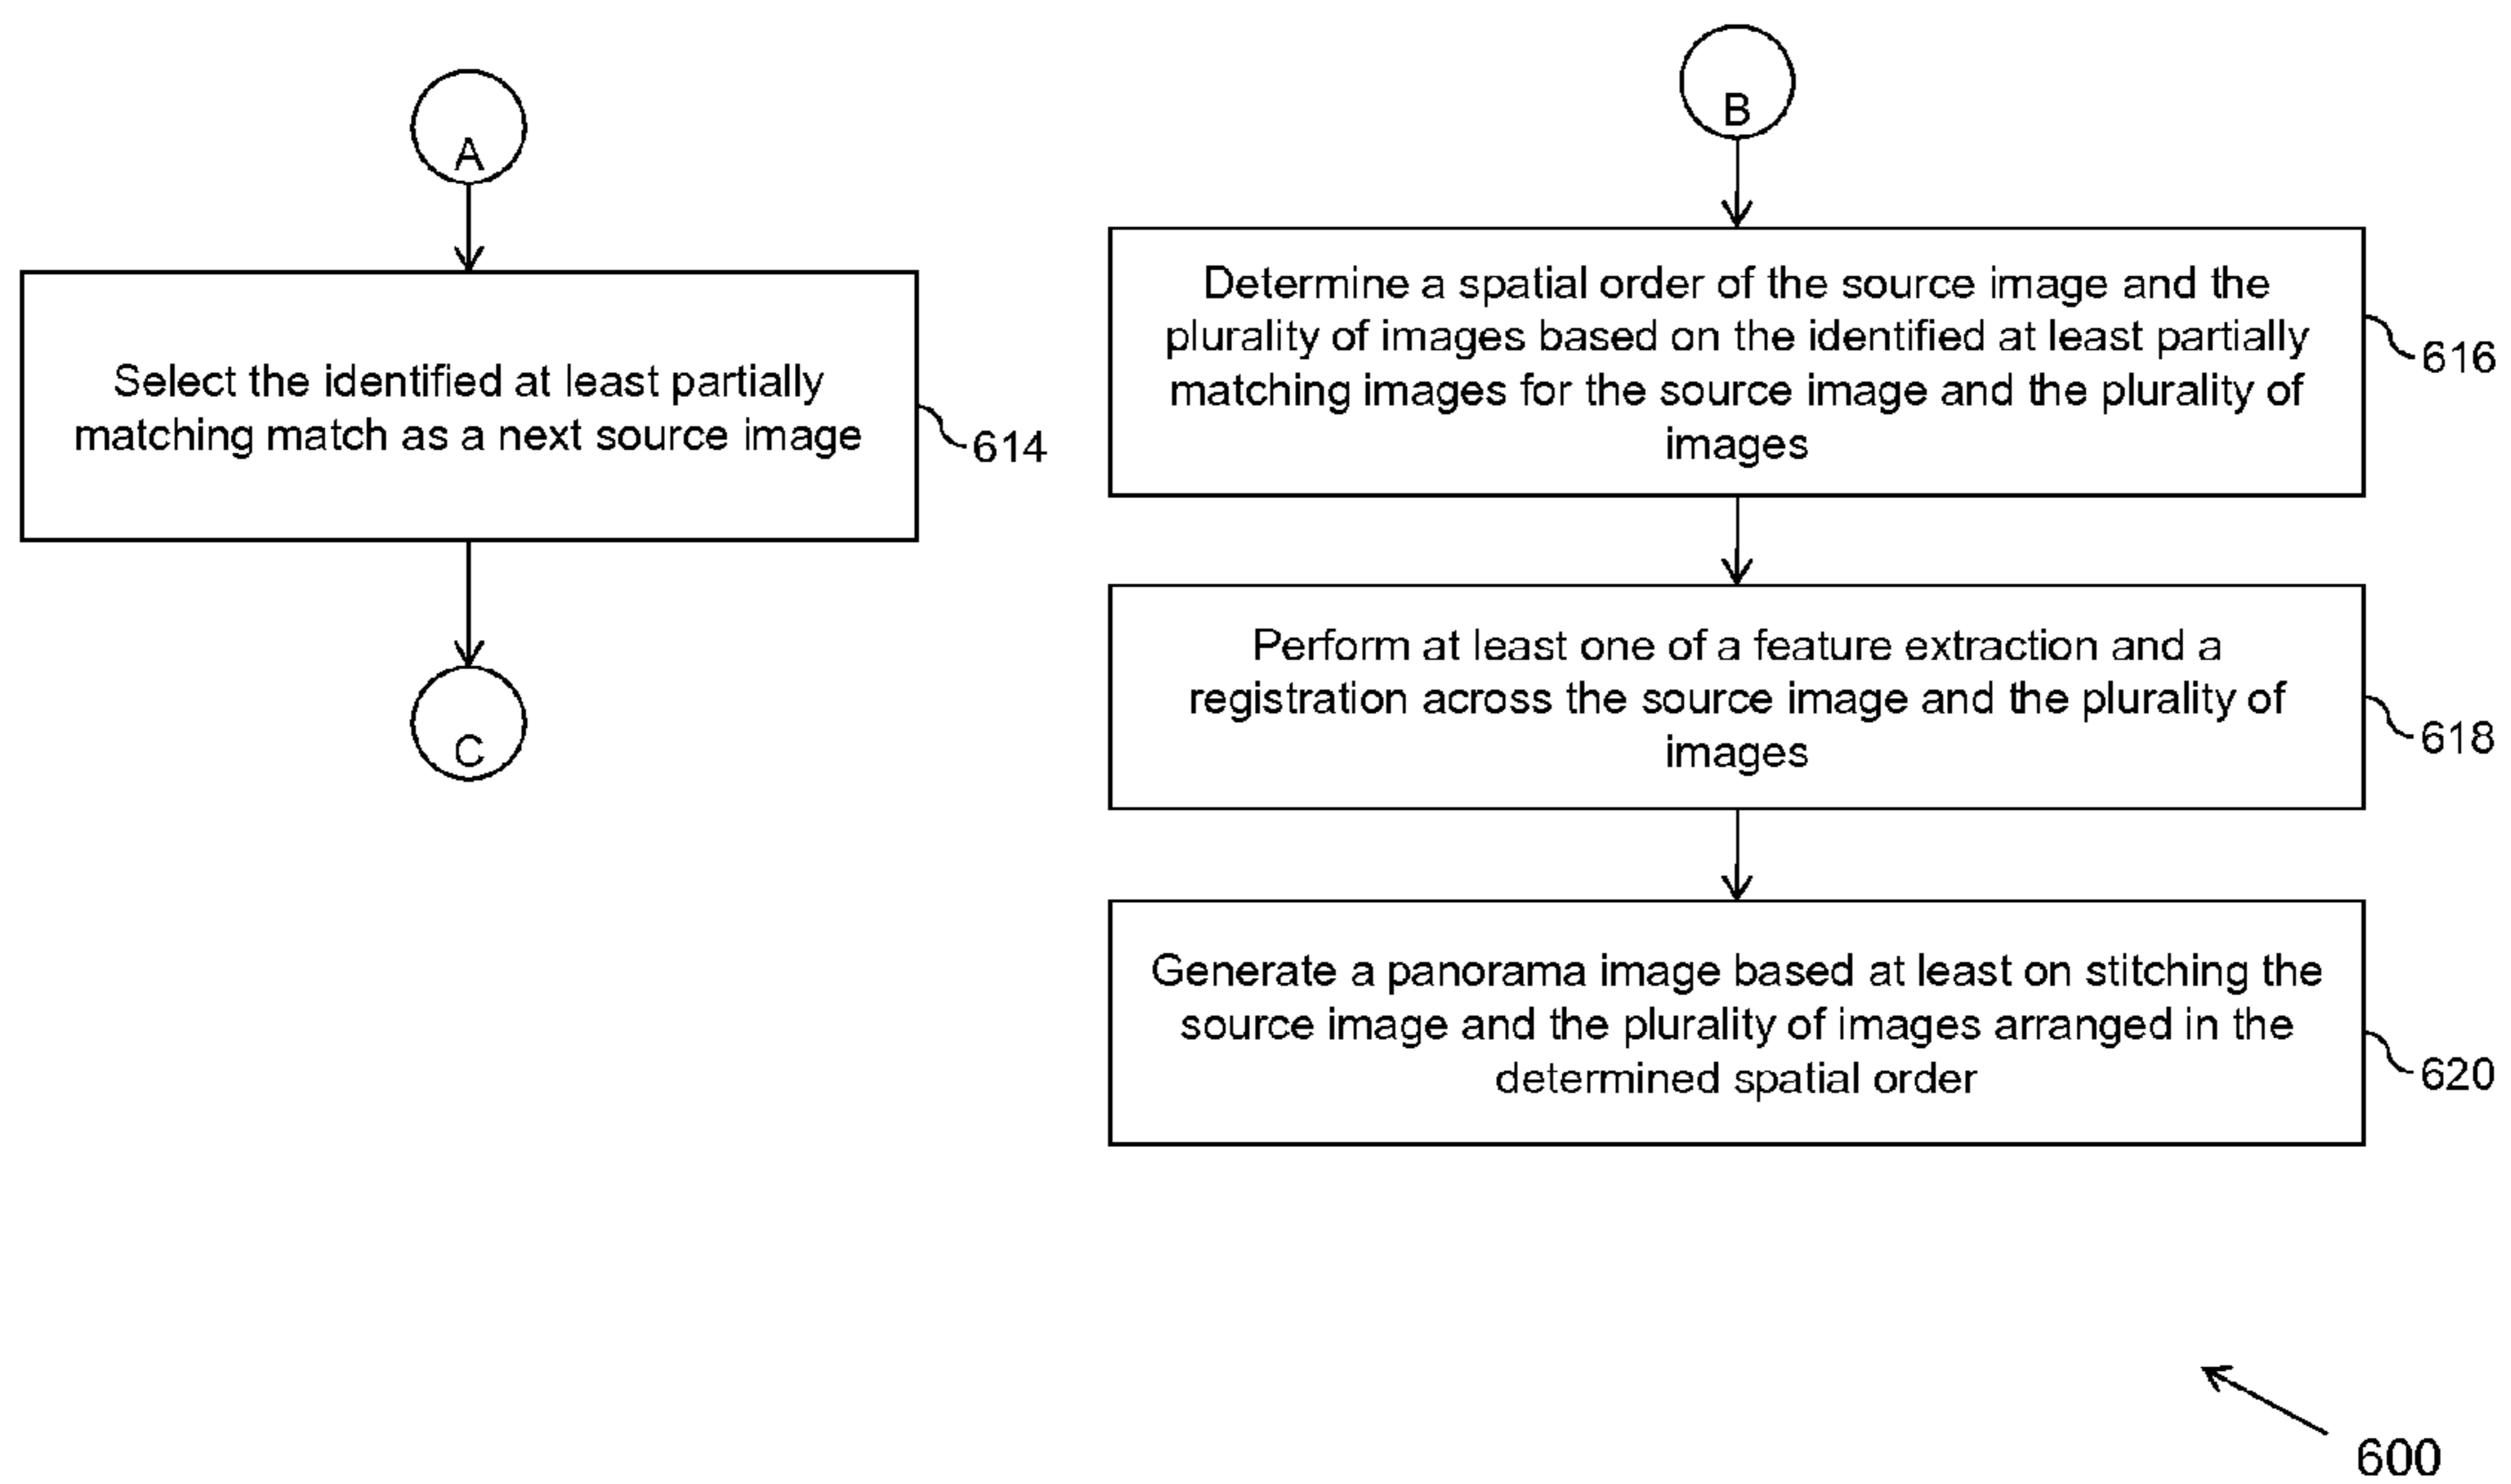 A
Select the identified at least partially
matching match as a next source image
614
C
B
Determine a spatial order of the source image and the
plurality of images based on the identified at least partially
matching images for the source image and the plurality of
images
616
Perform at least one of a feature extraction and a
registration across the source image and the plurality of
images
618
Generate a panorama image based at least on stitching the
source image and the plurality of images arranged in the
determined spatial order
620
600